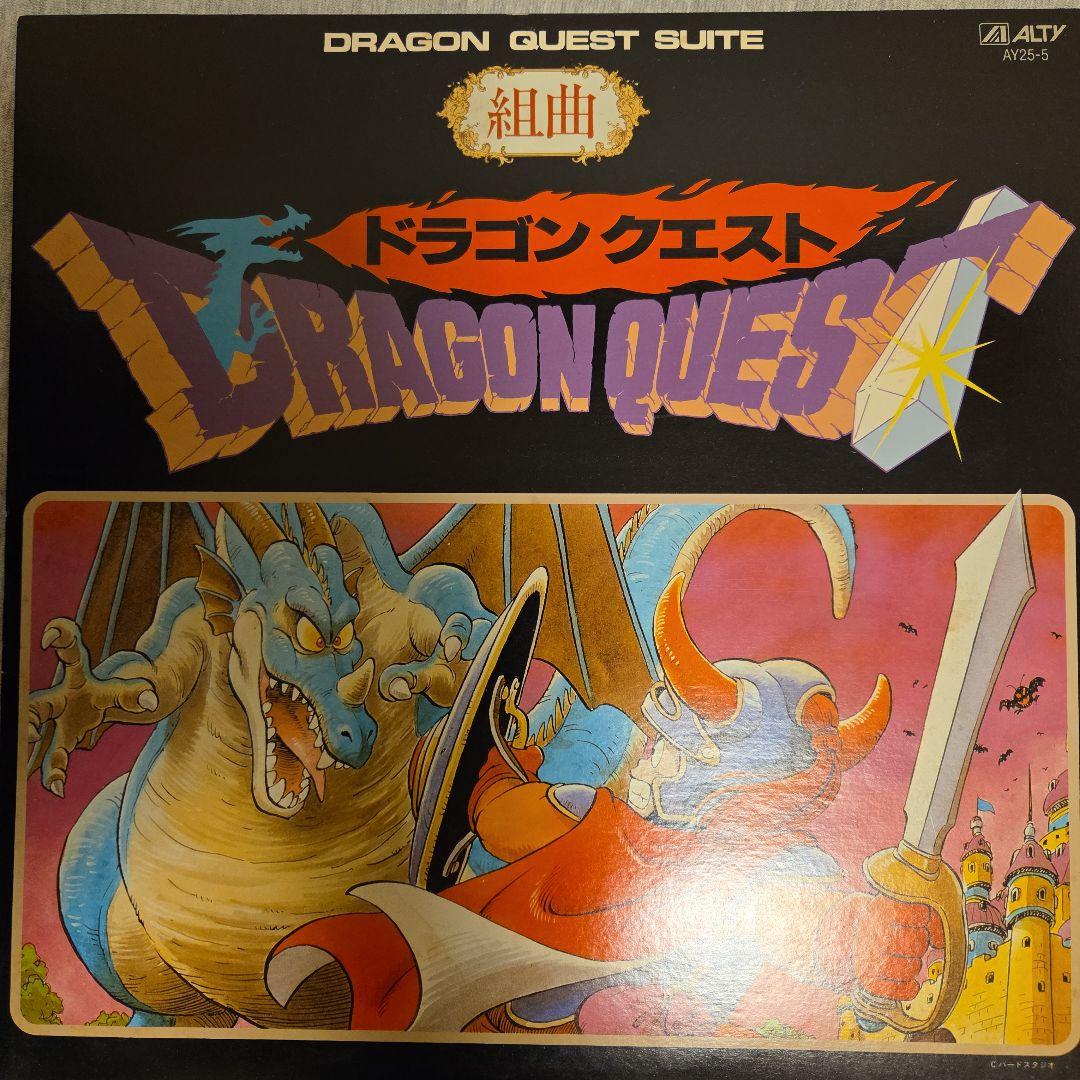 DRAGON QUEST SUITE
ALTY
AY25-5
組曲
ドラゴンクエスト
DRAGON QUEST
©バードスタジオ